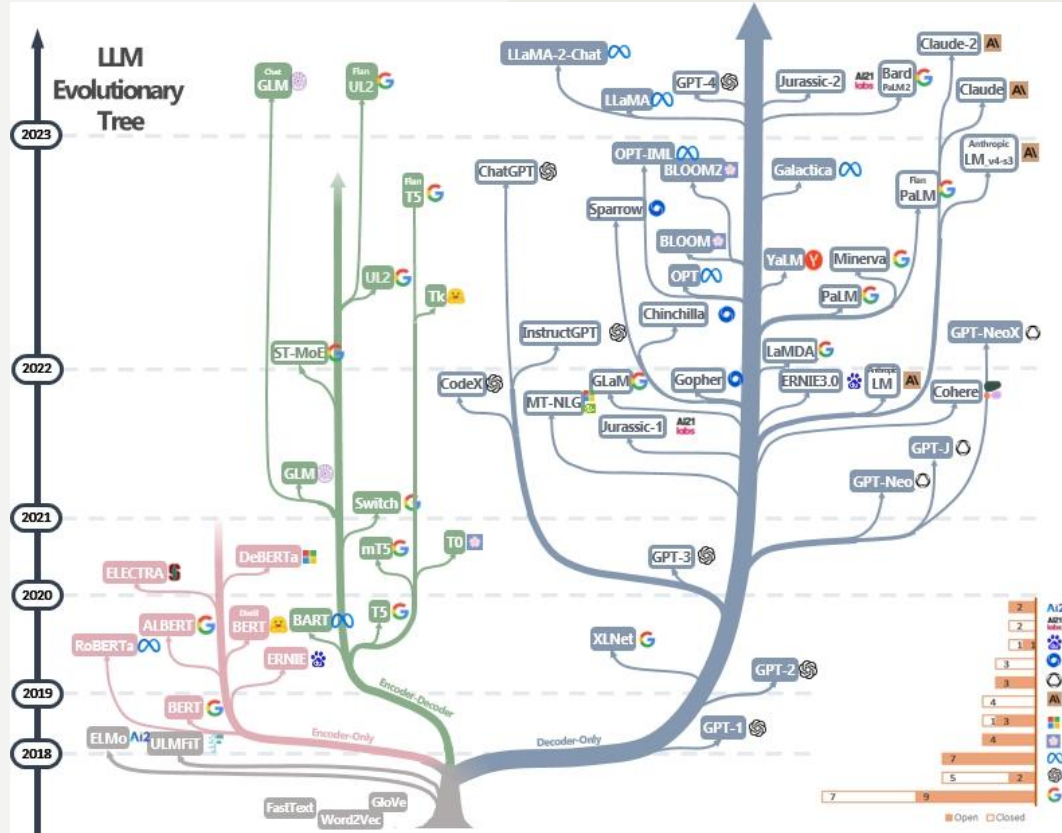 LLM
Evolutionary
Tree
2023
2022
2021
2020
2019
2018
Claude-2 A\
LLaMA-2-Chat
GPT-4
Jurassic-2
AI21
labs
Bard
PaLM2
Chat
GLM
Flan
UL2
LLaMA
Claude A\
Anthropic
LM_v4-s3 A\
OPT-IML
BLOOMZ
Galactica
ChatGPT
Flan
T5
Flan
PaLM
Sparrow
BLOOM
YaLM Y
Minerva
UL2
OPT
Tk
PaLM
Chinchilla
InstructGPT
GPT-NeoX
ST-MoE
LaMDA
CodeX
GLaM
Gopher
ERNIE3.0
Anthropic
LM A\
Cohere
MT-NLG
Jurassic-1 AI21
labs
GPT-J
GLM
GPT-Neo
Switch
mT5
T0
DeBERTa
GPT-3
ELECTRA S
ALBERT
Distill
BERT
BART
T5
RoBERTa
XLNet
ERNIE
GPT-2
Encoder-Decoder
BERT
Encoder-Only
Decoder-Only
GPT-1
ELMo Ai2
ULMFiT
FastText
Word2Vec
GloVe
2 Ai2
2 AI21 labs
1 1
3
3
4 A\
1 3
4
7
5 2
7 9
Open Closed